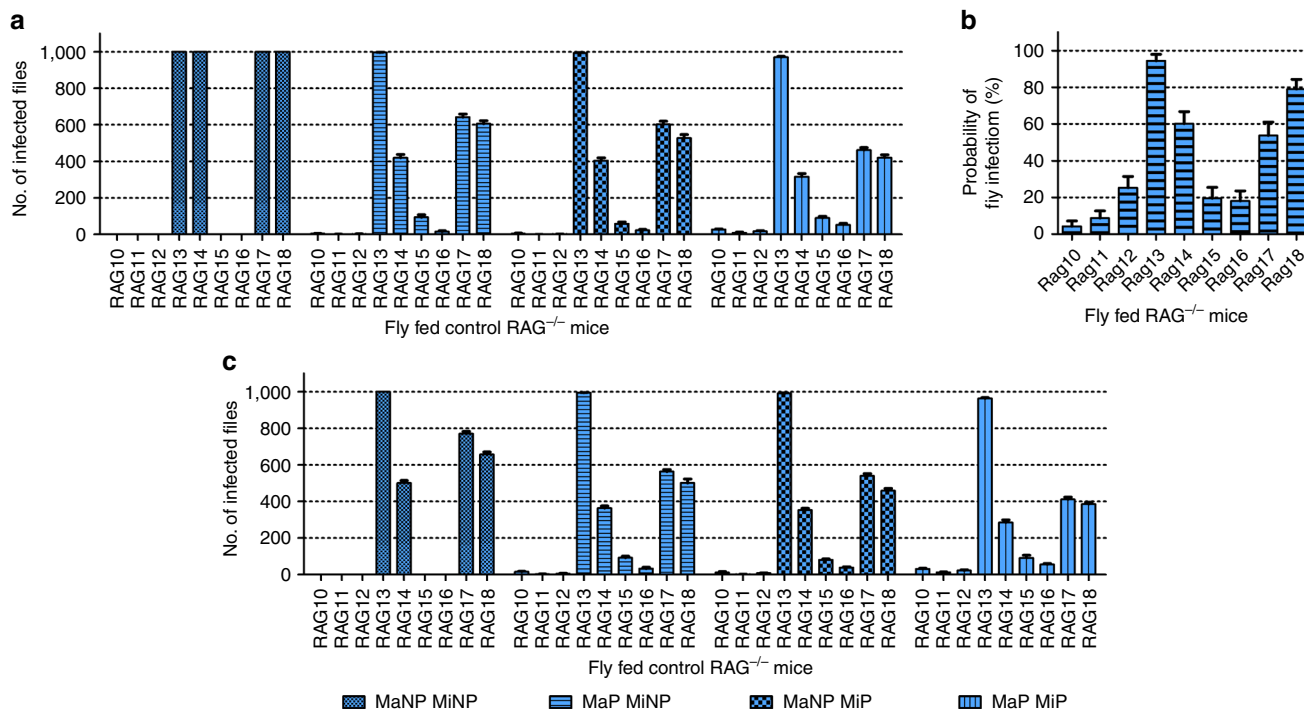 a
No. of infected files
1,000
800
600
400
200
0
RAG10 RAG11 RAG12 RAG13 RAG14 RAG15 RAG16 RAG17 RAG18 RAG10 RAG11 RAG12 RAG13 RAG14 RAG15 RAG16 RAG17 RAG18 RAG10 RAG11 RAG12 RAG13 RAG14 RAG15 RAG16 RAG17 RAG18 RAG10 RAG11 RAG12 RAG13 RAG14 RAG15 RAG16 RAG17 RAG18
Fly fed control RAG–/– mice
b
Probability of
fiy infectiom (%)
100
80
60
40
20
0
Rag10 Rag11 Rag12 Rag13 Rag14 Rag15 Rag16 Rag17 Rag18
Fly fed RAG–/– mice
c
No. of infected files
1,000
800
600
400
200
0
RAG10 RAG11 RAG12 RAG13 RAG14 RAG15 RAG16 RAG17 RAG18 RAG10 RAG11 RAG12 RAG13 RAG14 RAG15 RAG16 RAG17 RAG18 RAG10 RAG11 RAG12 RAG13 RAG14 RAG15 RAG16 RAG17 RAG18 RAG10 RAG11 RAG12 RAG13 RAG14 RAG15 RAG16 RAG17 RAG18
Fly fed control RAG–/– mice
MaNP MiNP MaP MiNP MaNP MiP MaP MiP